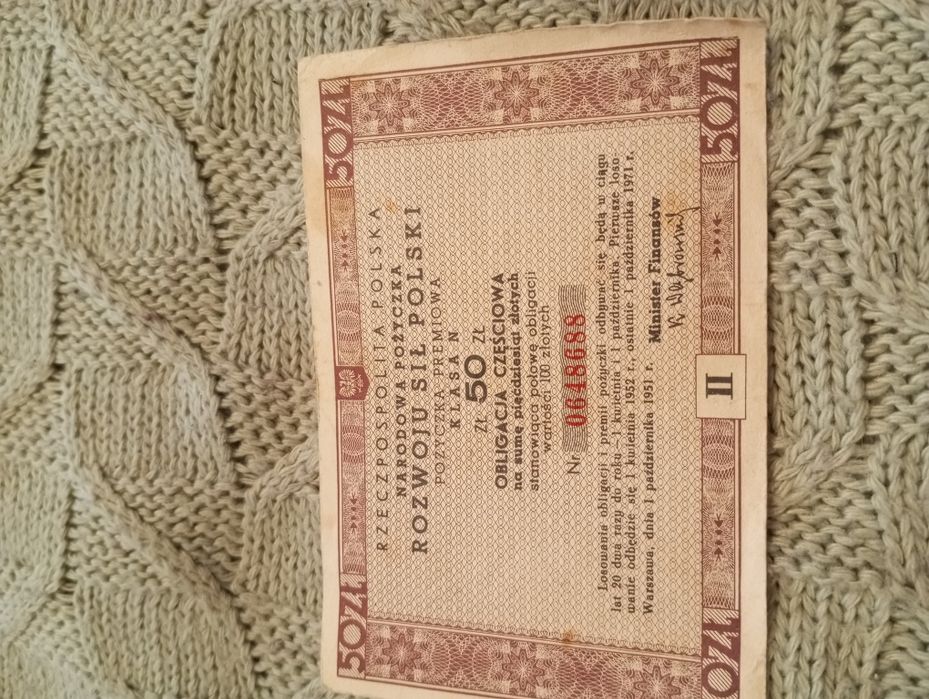 50 ZŁ
50 ZŁ
RZECZPOSPOLITA POLSKA
NARODOWA POŻYCZKA
ROZWOJU SIŁ POLSKI
POŻYCZKA PREMIOWA
KLASA N
ZŁ 50 ZŁ
OBLIGACJA CZĘŚCIOWA
na sumę pięćdziesiąt złotych
stanowiąca połowę obligacji
wartości 100 złotych
Nr 0648688
Losowania obligacji i premii pożyczki odbywać się będą w ciągu
lat 20 dwa razy do roku – 1 kwietnia i 1 października. Pierwsze loso-
wanie odbędzie się 1 kwietnia 1952 r., ostatnie 1 października 1971 r.
Warszawa, dnia 1 października 1951 r.
Minister Finansów
50 ZŁ
II
50 ZŁ